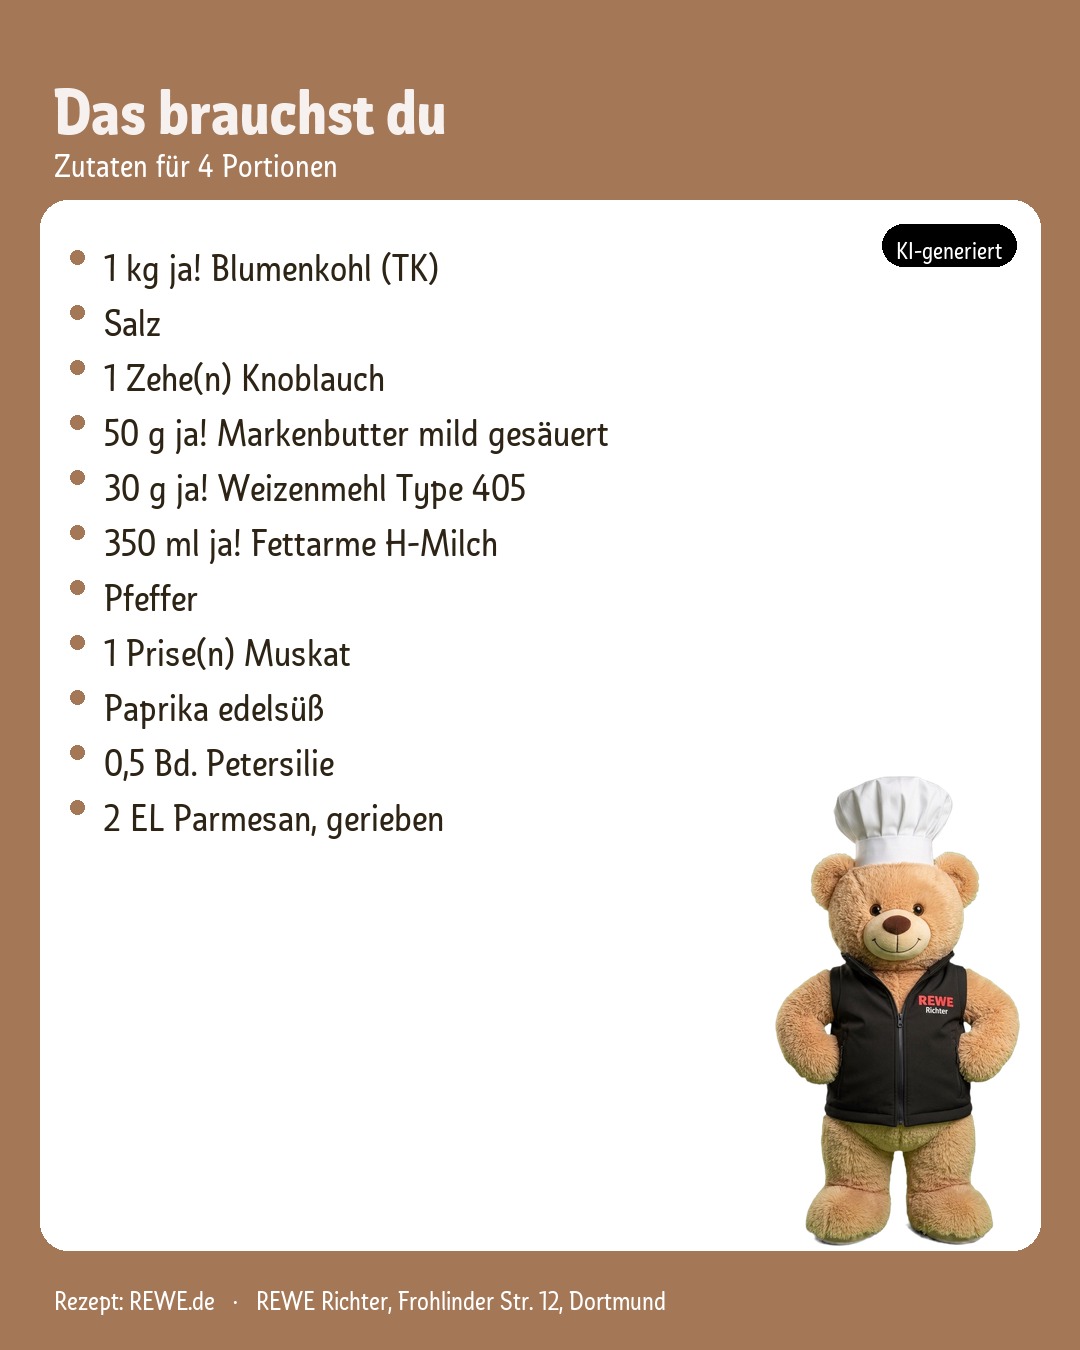 Das brauchst du
Zutaten für 4 Portionen
KI-generiert
1 kg ja! Blumenkohl (TK)
Salz
1 Zehe(n) Knoblauch
50 g ja! Markenbutter mild gesäuert
30 g ja! Weizenmehl Type 405
350 ml ja! Fettarme H-Milch
Pfeffer
1 Prise(n) Muskat
Paprika edelsüß
0,5 Bd. Petersilie
2 EL Parmesan, gerieben
REWE
Richter
Rezept: REWE.de · REWE Richter, Frohlinder Str. 12, Dortmund